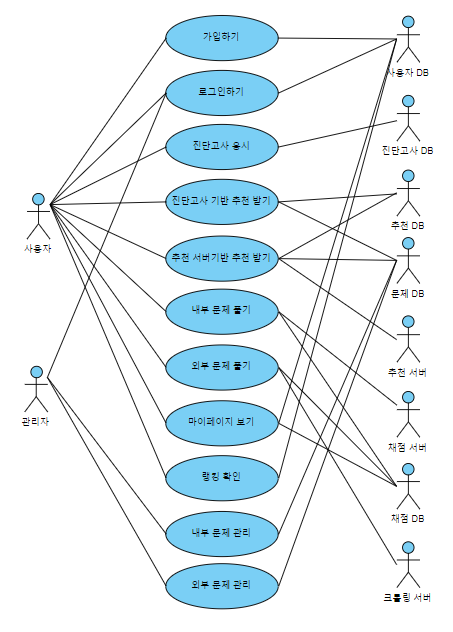 가입하기
사용자 DB
로그인하기
진단고사 응시
진단고사 DB
진단고사 기반 추천 받기
추천 DB
사용자
추천 서버기반 추천 받기
문제 DB
내부 문제 풀기
외부 문제 풀기
추천 서버
관리자
마이페이지 보기
채점 서버
랭킹 확인
채점 DB
내부 문제 관리
외부 문제 관리
크롤링 서버